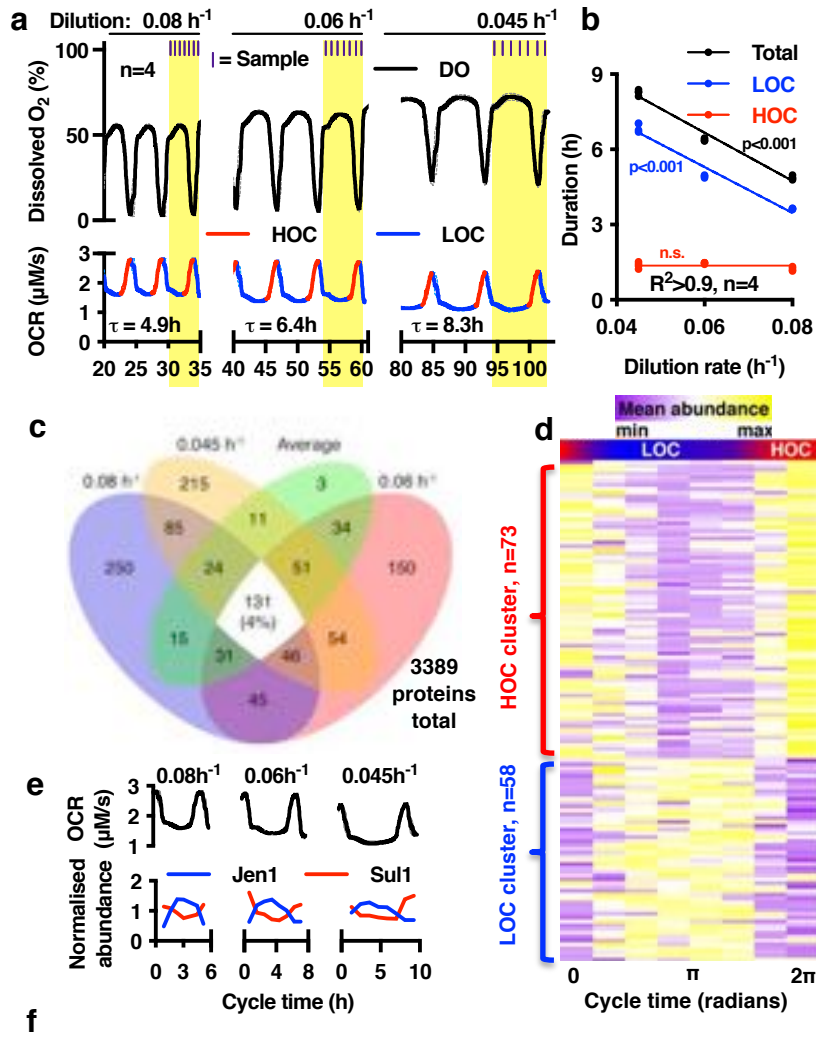 a
Dilution: 0.08 h-1 0.06 h-1 0.045 h-1
Dissolved O2 (%)
100
50
0
n=4
| = Sample
DO
HOC
LOC
OCR (μM/s)
3
2
1
0
τ = 4.9h
τ = 6.4h
τ = 8.3h
20 25 30 35
40 45 50 55 60
80 85 90 95 100
b
Total
LOC
HOC
Duration (h)
9
6
3
0
p<0.001
p<0.001
n.s.
R2>0.9, n=4
0.04 0.06 0.08
Dilution rate (h-1)
c
0.08 h-1
0.045 h-1
Average
0.06 h-1
215
3
85
11
34
250
24
51
150
131
(4%)
15
31
46
54
45
3389
proteins
total
d
Mean abundance
min max
LOC HOC
HOC cluster, n=73
LOC cluster, n=58
0 π 2π
Cycle time (radians)
e
0.08h-1 0.06h-1 0.045h-1
OCR
(μM/s)
3
2
1
Jen1
Sul1
Normalised
abundance
2
1
0
0 3 6
0 4 8
0 5 10
Cycle time (h)
f